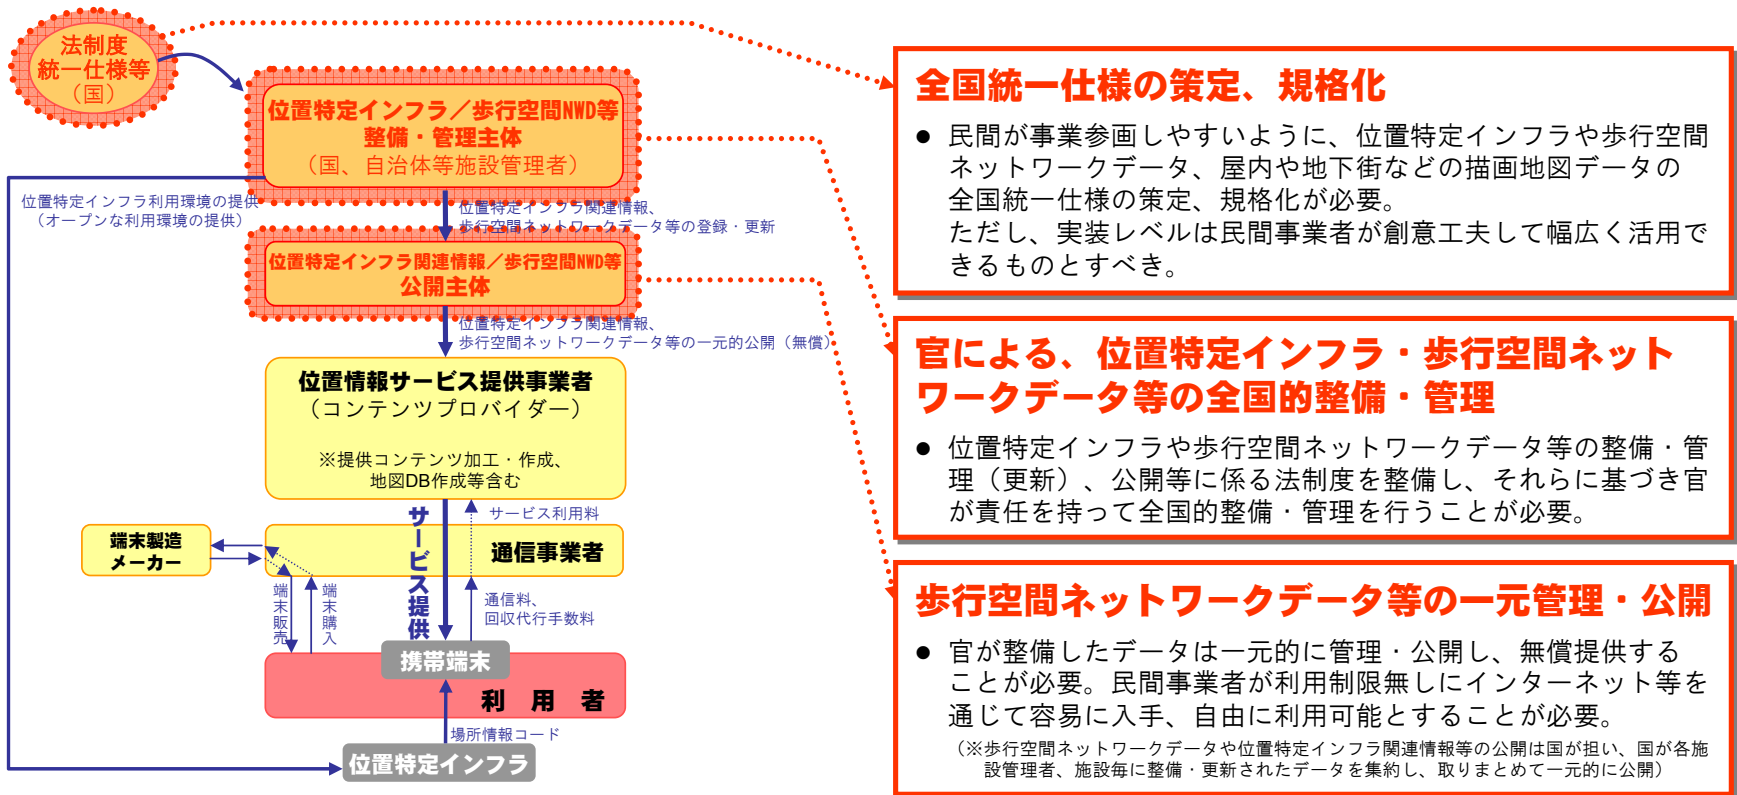 法制度
統一仕様等
（国）
位置特定インフラ／歩行空間NWD等
整備・管理主体
（国、自治体等施設管理者）
位置特定インフラ利用環境の提供
（オープンな利用環境の提供）
位置特定インフラ関連情報、
歩行空間ネットワークデータ等の登録・更新
位置特定インフラ関連情報／歩行空間NWD等
公開主体
位置特定インフラ関連情報、
歩行空間ネットワークデータ等の一元的公開（無償）
位置情報サービス提供事業者
（コンテンツプロバイダー）
※提供コンテンツ加工・作成、
地図DB作成等含む
サービス提供
サービス利用料
端末製造
メーカー
通信事業者
端末販売
端末購入
通信料、
回収代行手数料
携帯端末
利用者
場所情報コード
位置特定インフラ
全国統一仕様の策定、規格化
● 民間が事業参画しやすいように、位置特定インフラや歩行空間
ネットワークデータ、屋内や地下街などの描画地図データの
全国統一仕様の策定、規格化が必要。
ただし、実装レベルは民間事業者が創意工夫して幅広く活用で
きるものとすべき。
官による、位置特定インフラ・歩行空間ネット
ワークデータ等の全国的整備・管理
● 位置特定インフラや歩行空間ネットワークデータ等の整備・管
理（更新）、公開等に係る法制度を整備し、それらに基づき官
が責任を持って全国的整備・管理を行うことが必要。
歩行空間ネットワークデータ等の一元管理・公開
● 官が整備したデータは一元的に管理・公開し、無償提供する
ことが必要。民間事業者が利用制限無しにインターネット等を
通じて容易に入手、自由に利用可能とすることが必要。
（※歩行空間ネットワークデータや位置特定インフラ関連情報等の公開は国が担い、国が各施
設管理者、施設毎に整備・更新されたデータを集約し、取りまとめて一元的に公開）